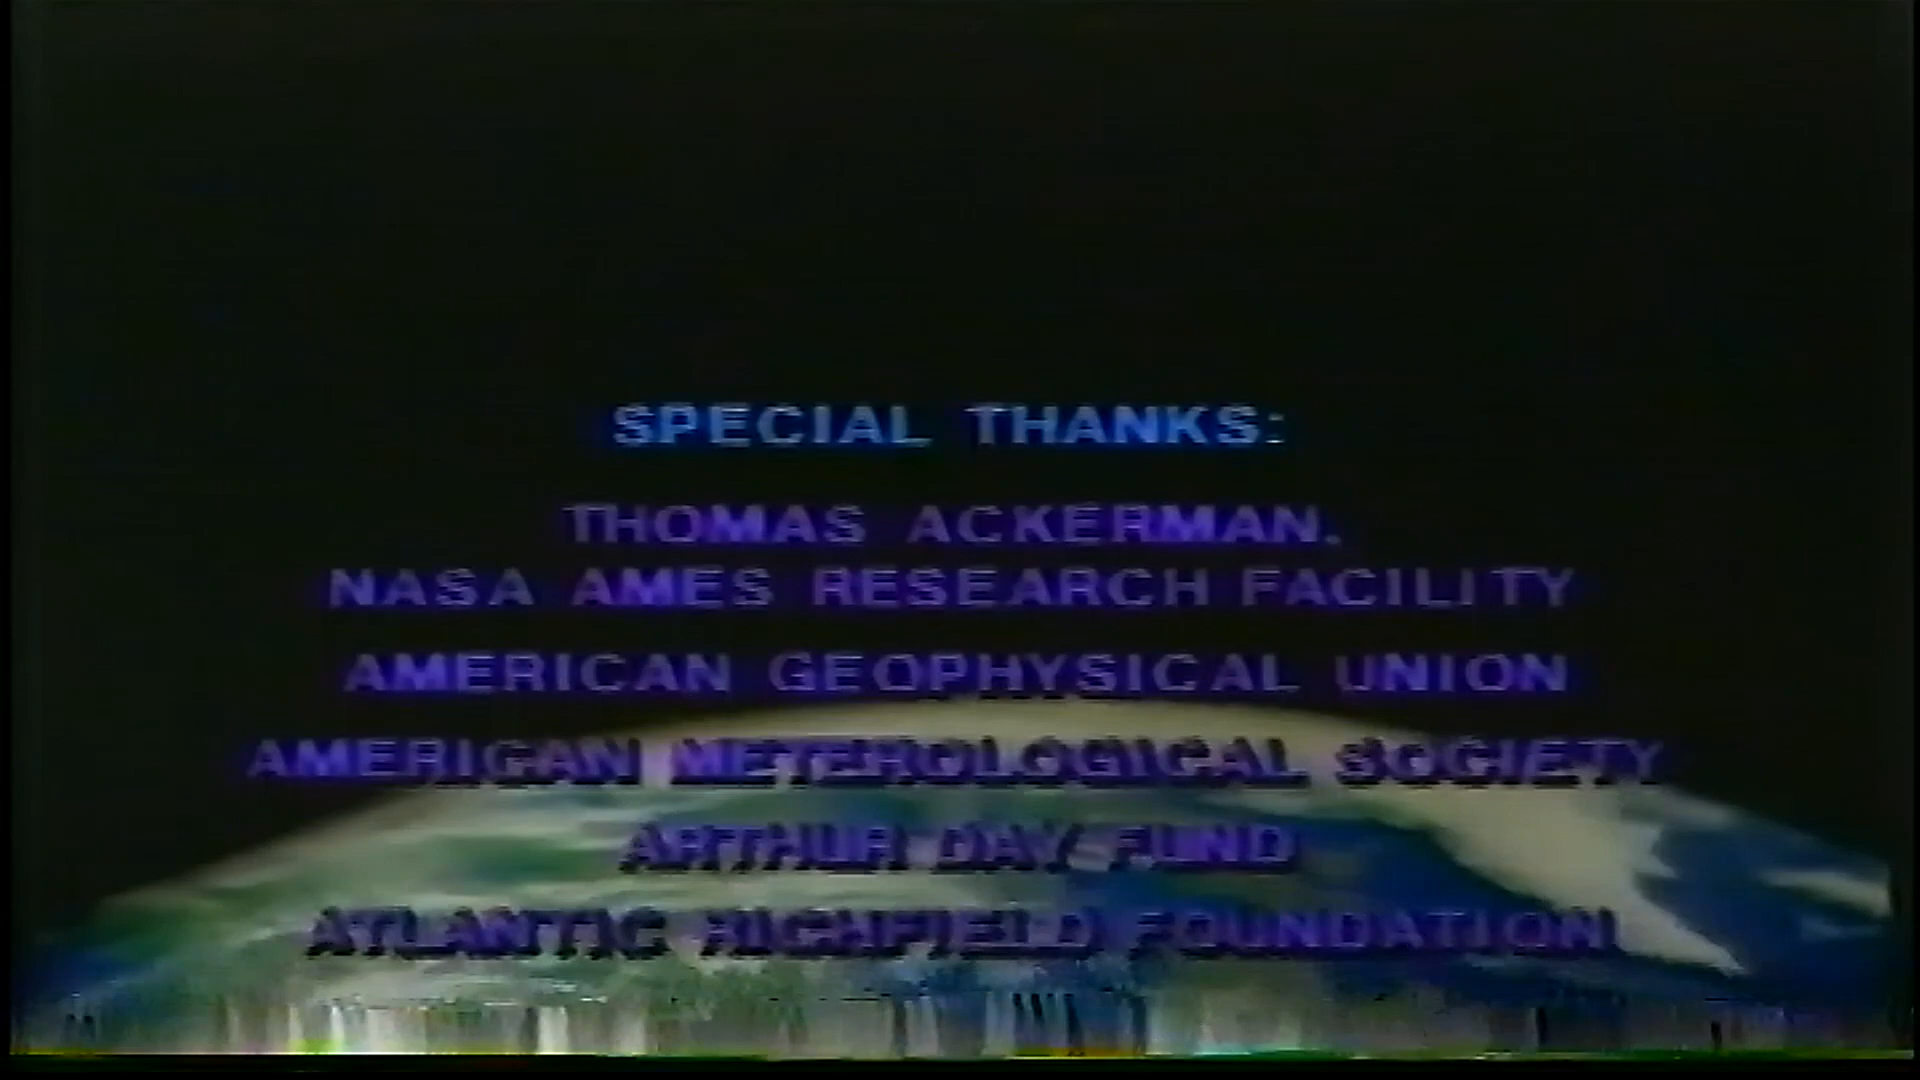 SPECIAL THANKS:
THOMAS ACKERMAN.
NASA AMES RESEARCH FACILITY
AMERICAN GEOPHYSICAL UNION
AMERICAN METEROLOGICAL SOCIETY
ARTHUR DAY FUND
ATLANTIC RICHFIELD FOUNDATION